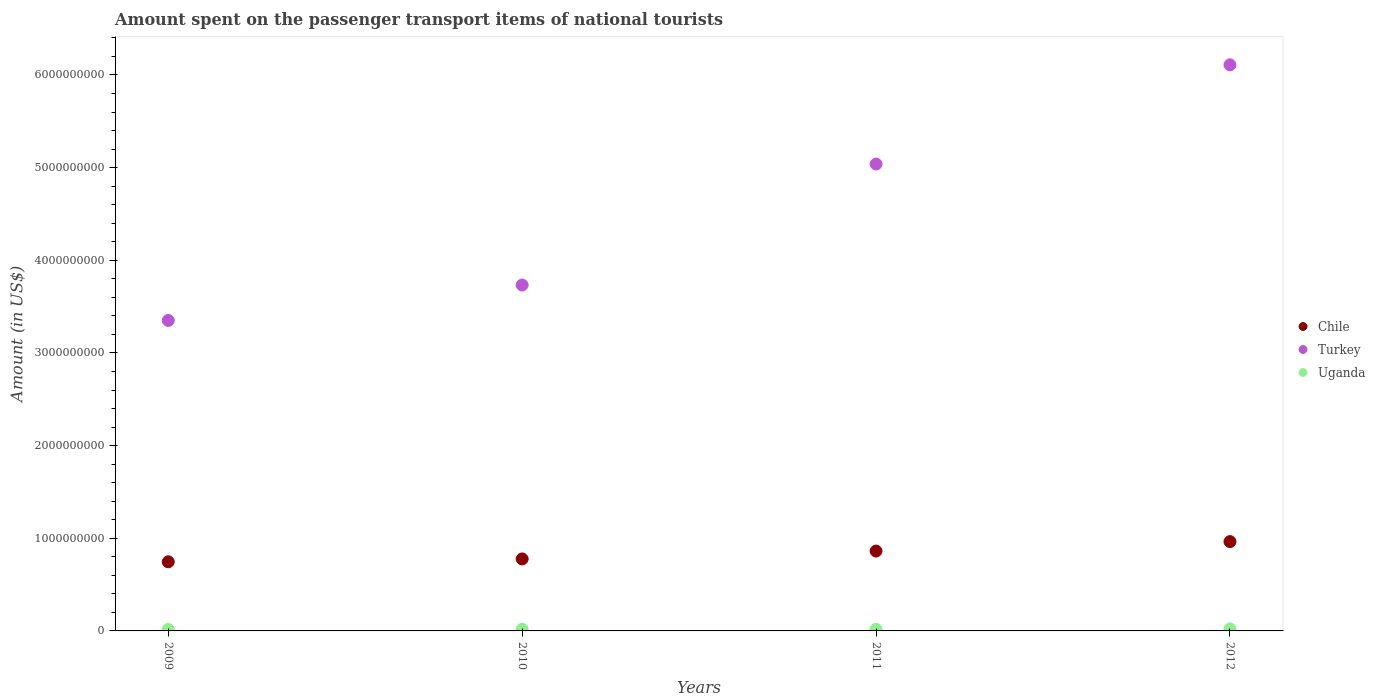 Amount spent on the passenger transport items of national tourists
Amount (in US$)
6000000000
5000000000
4000000000
3000000000
2000000000
1000000000
0
2009
2010
2011
2012
Years
Chile
Turkey
Uganda